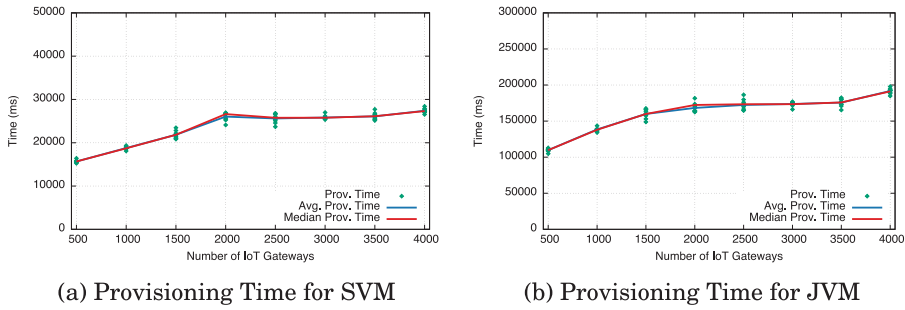 50000
40000
30000
20000
10000
0
Time (ms)
500 1000 1500 2000 2500 3000 3500 4000
Number of IoT Gateways
Prov. Time
Avg. Prov. Time
Median Prov. Time
(a) Provisioning Time for SVM
300000
250000
200000
150000
100000
50000
0
Time (ms)
500 1000 1500 2000 2500 3000 3500 4000
Number of IoT Gateways
Prov. Time
Avg. Prov. Time
Median Prov. Time
(b) Provisioning Time for JVM